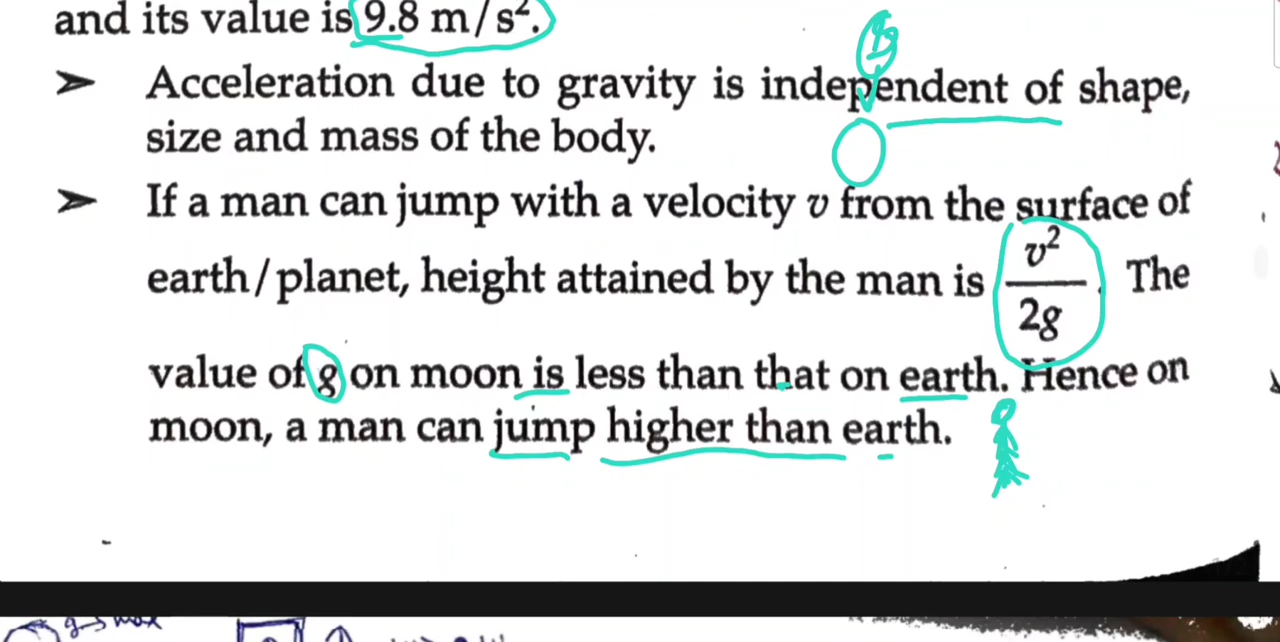 and its value is 9.8 m/s².
➢ Acceleration due to gravity is independent of shape,
size and mass of the body.
➢ If a man can jump with a velocity v from the surface of
earth/planet, height attained by the man is v²/2g. The
value of g on moon is less than that on earth. Hence on
moon, a man can jump higher than earth.
g→max